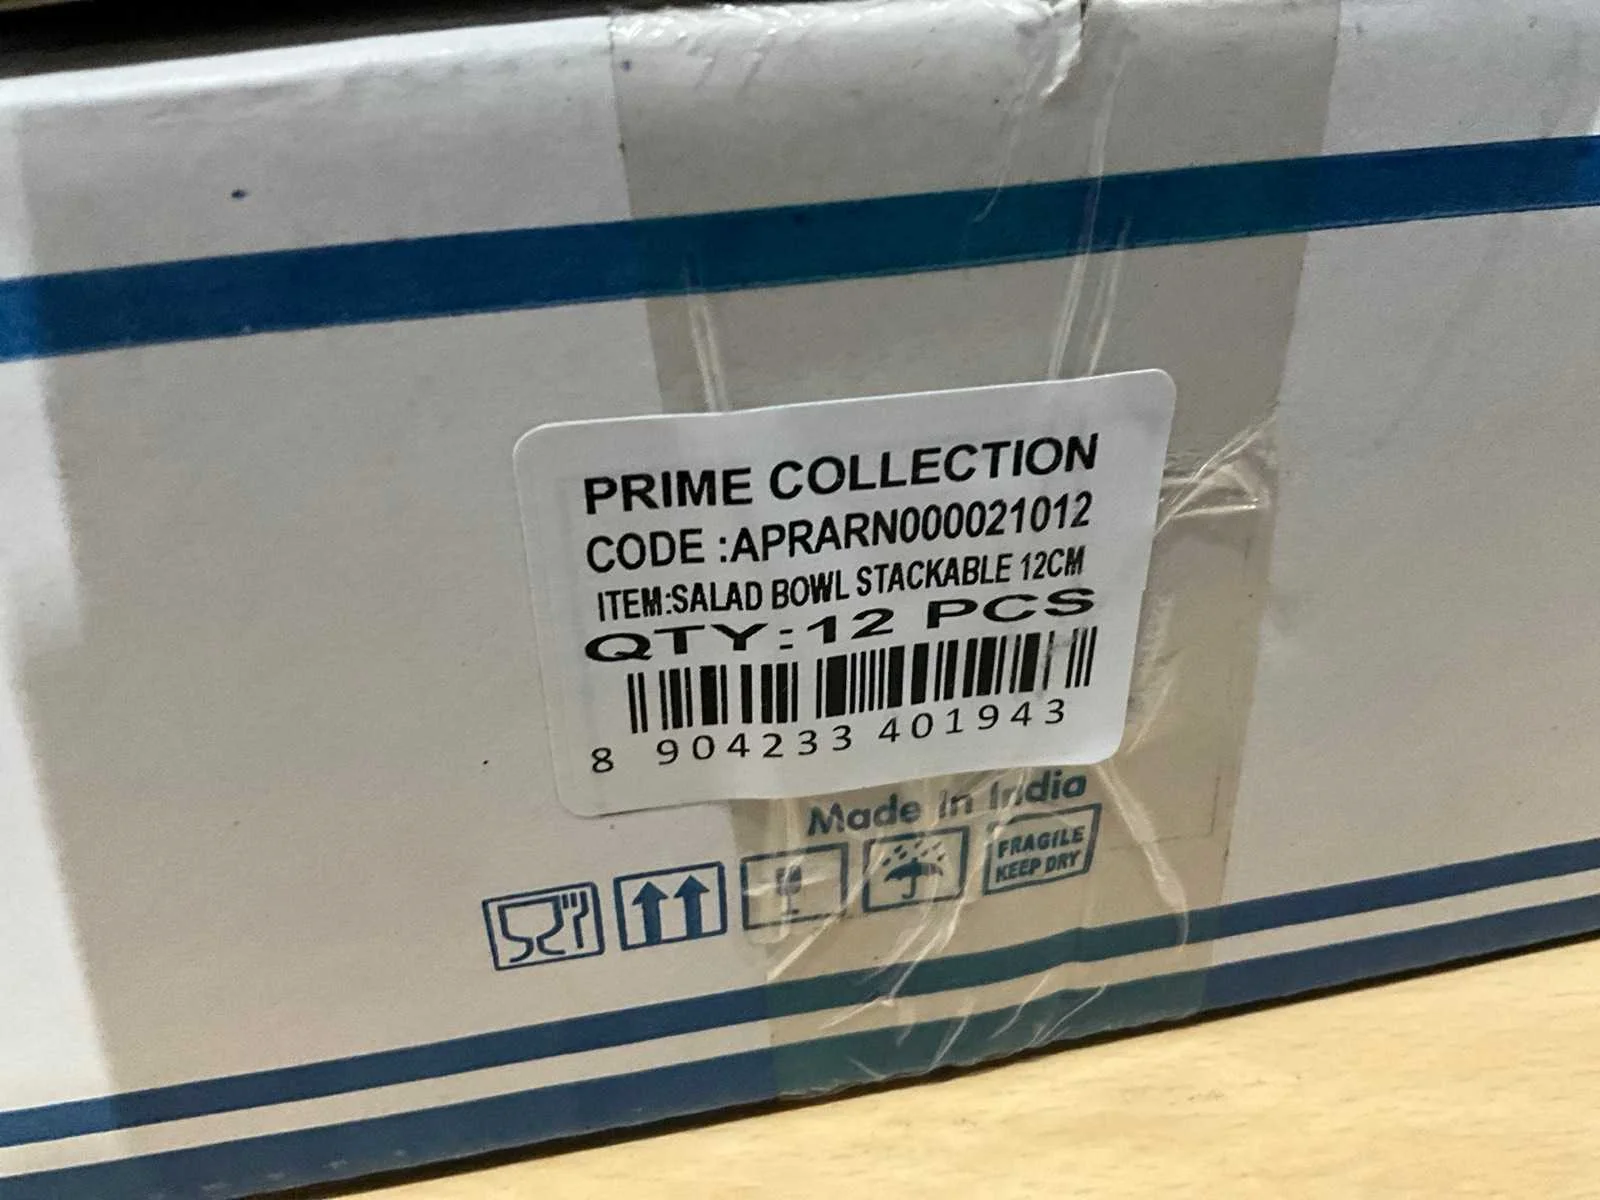 PRIME COLLECTION
CODE :APRARN000021012
ITEM:SALAD BOWL STACKABLE 12CM
QTY:12 PCS
8 904233 401943
Made In India
FRAGILE
KEEP DRY